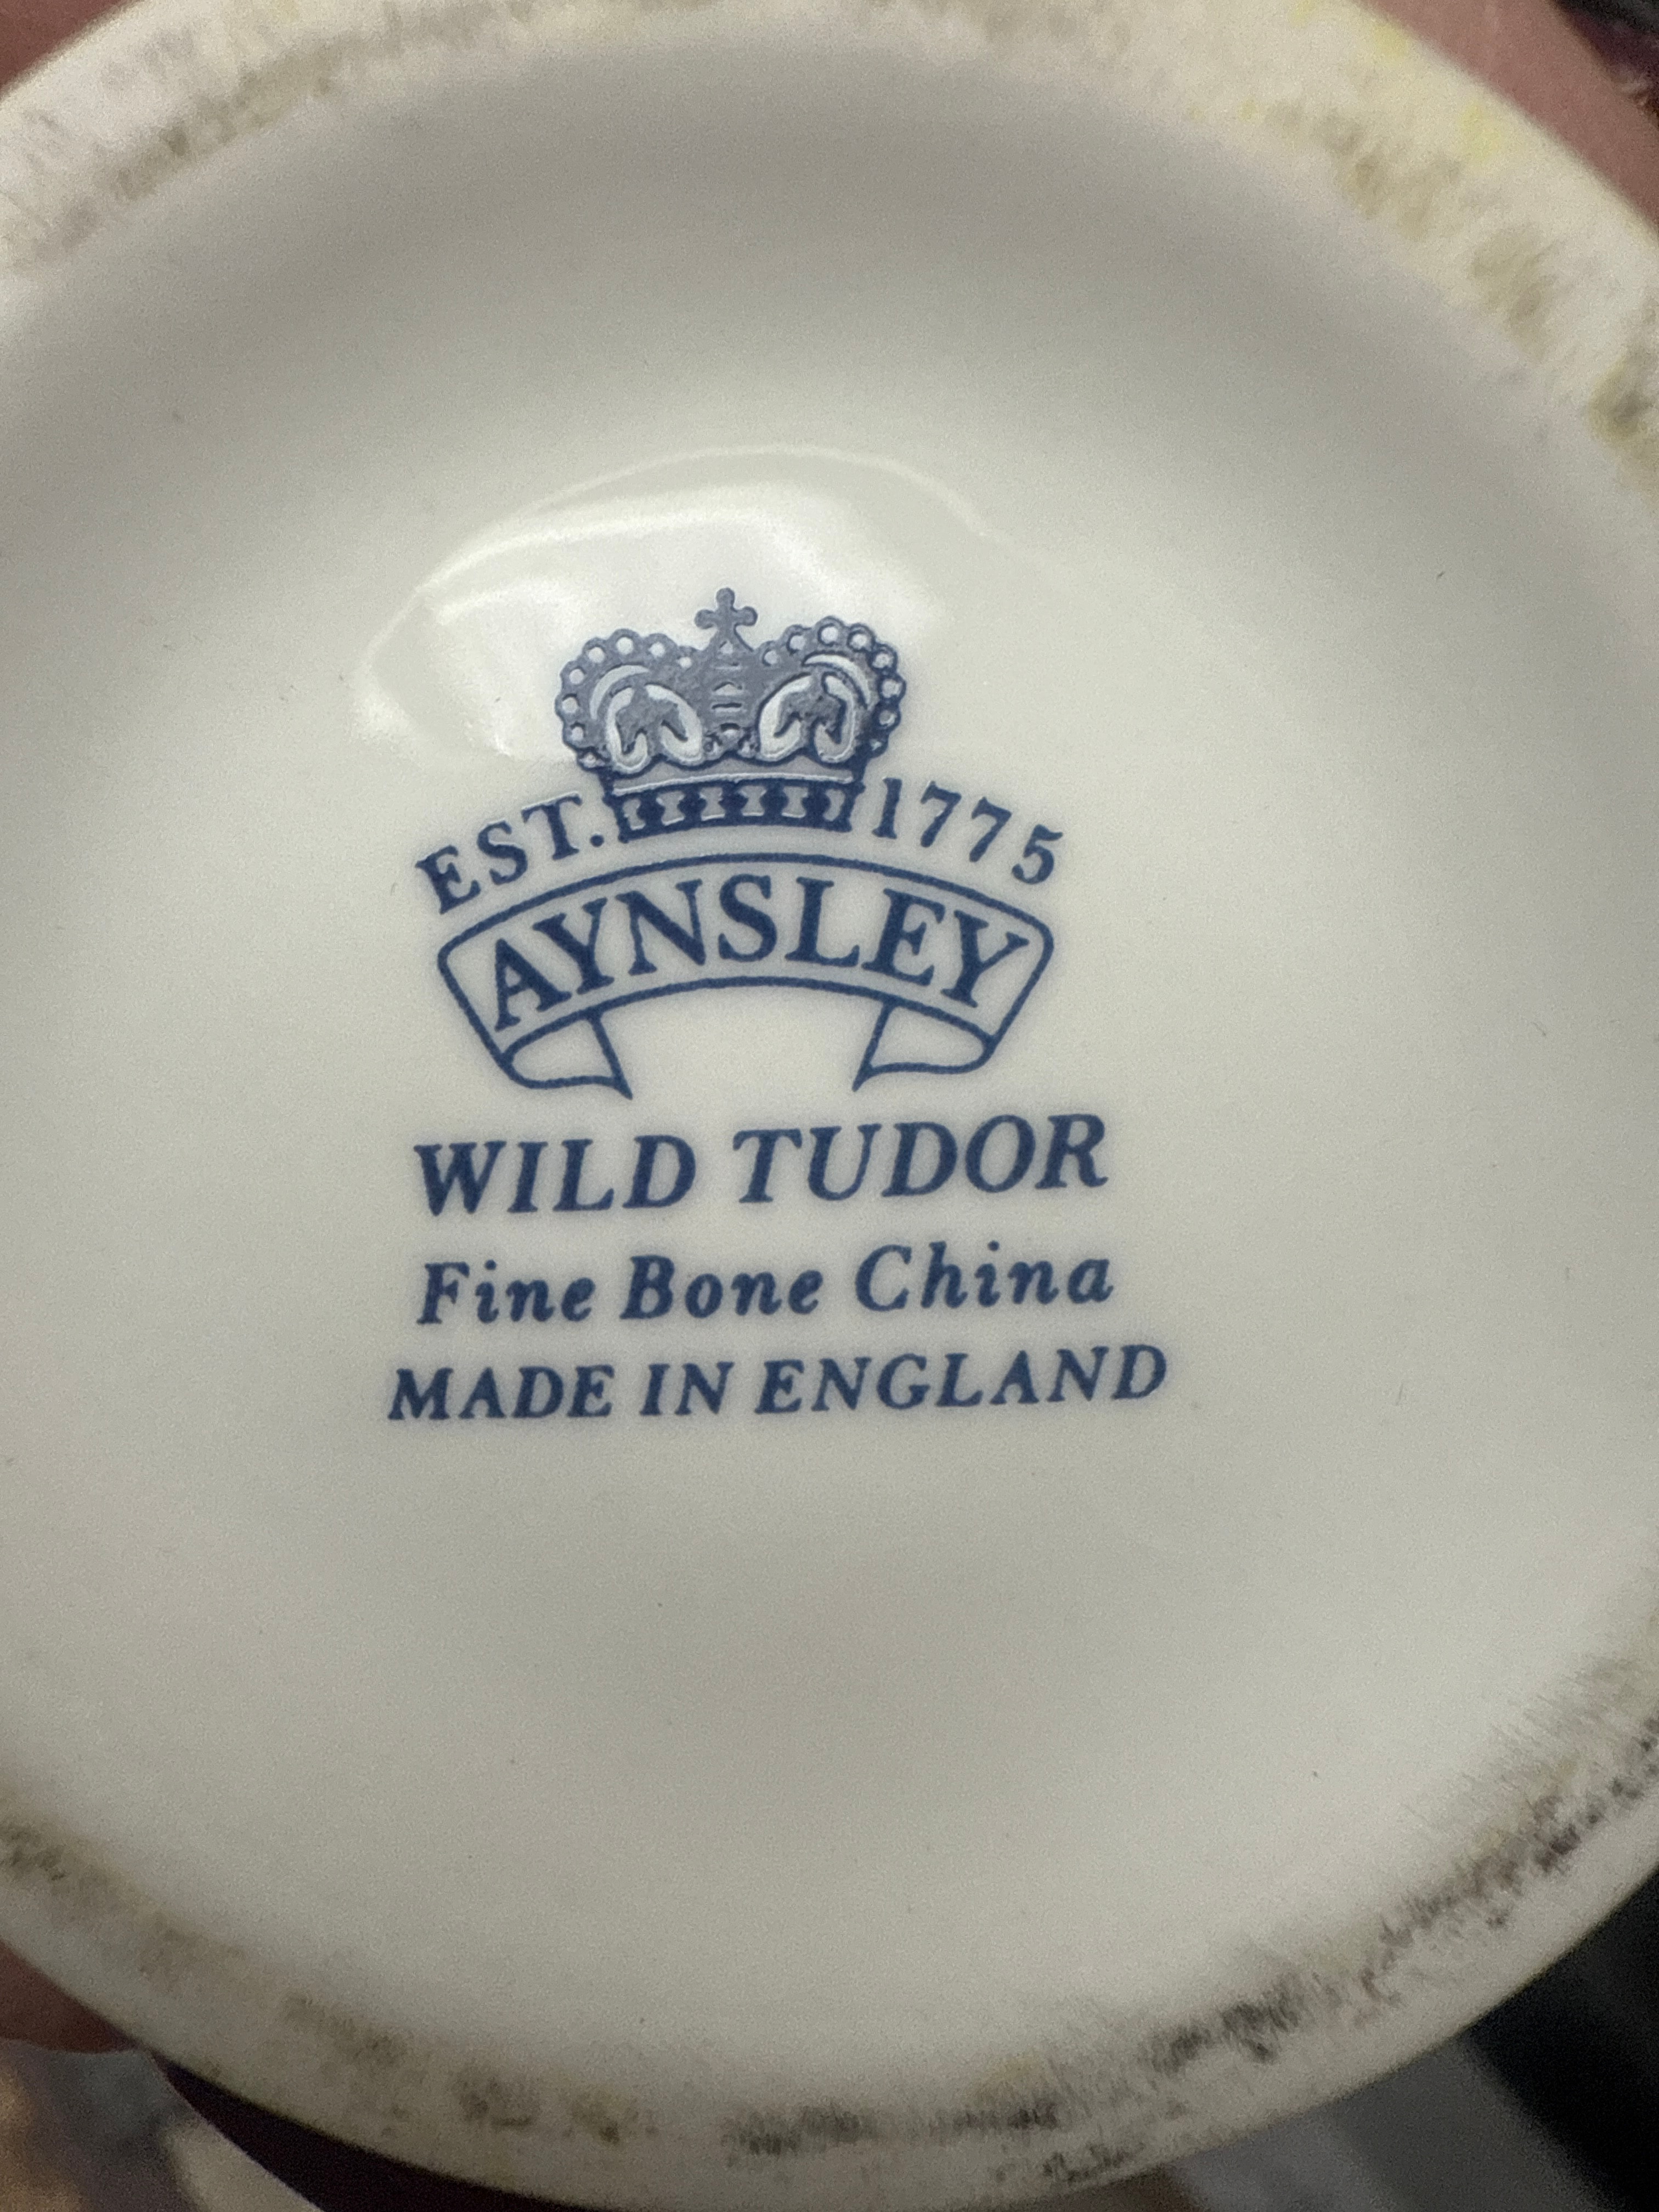 EST. 1775
AYNSLEY
WILD TUDOR
Fine Bone China
MADE IN ENGLAND